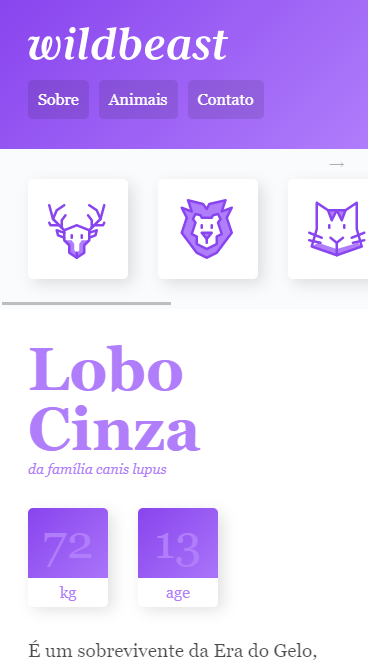 wildbeast
Sobre Animais Contato
→
Lobo
Cinza
da família canis lupus
72 13
kg age
É um sobrevivente da Era do Gelo,